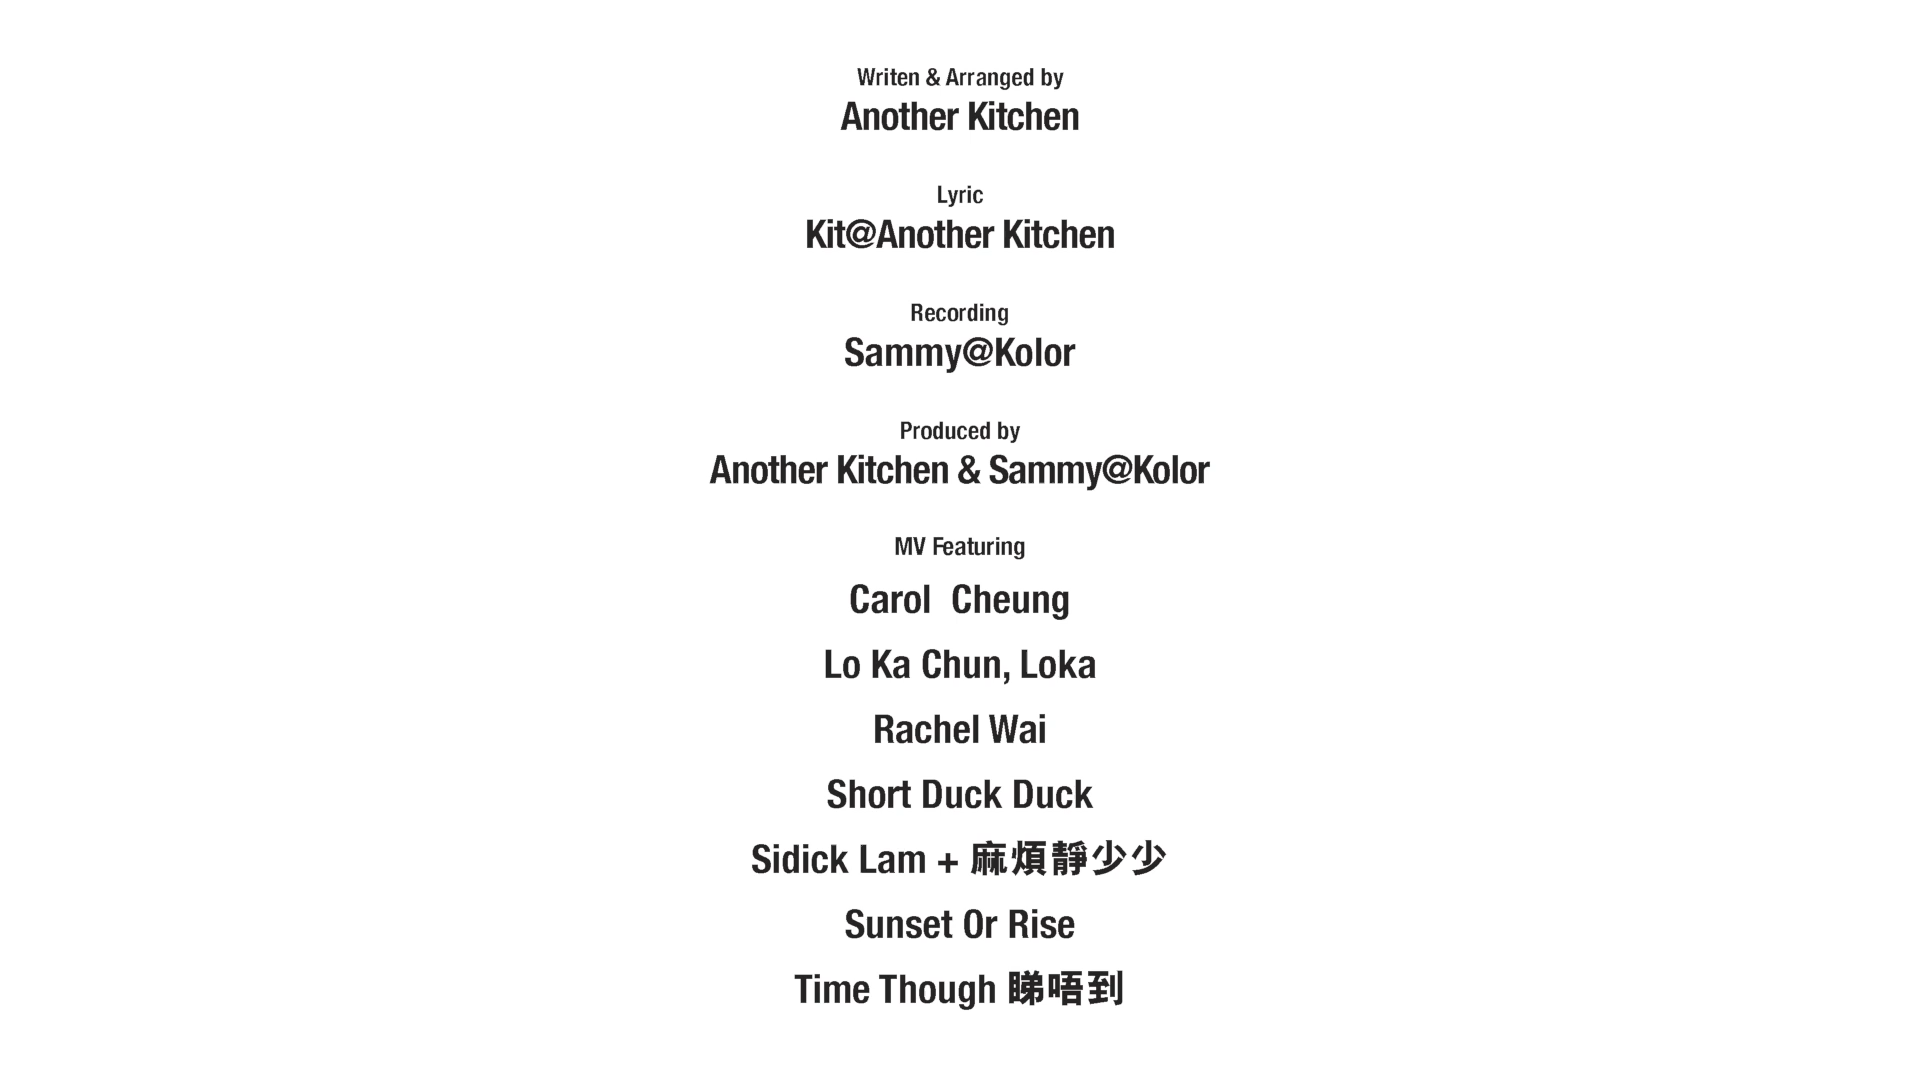 Writen & Arranged by
Another Kitchen
Lyric
Kit@Another Kitchen
Recording
Sammy@Kolor
Produced by
Another Kitchen & Sammy@Kolor
MV Featuring
Carol  Cheung
Lo Ka Chun, Loka
Rachel Wai
Short Duck Duck
Sidick Lam + 麻煩靜少少
Sunset Or Rise
Time Though 睇唔到